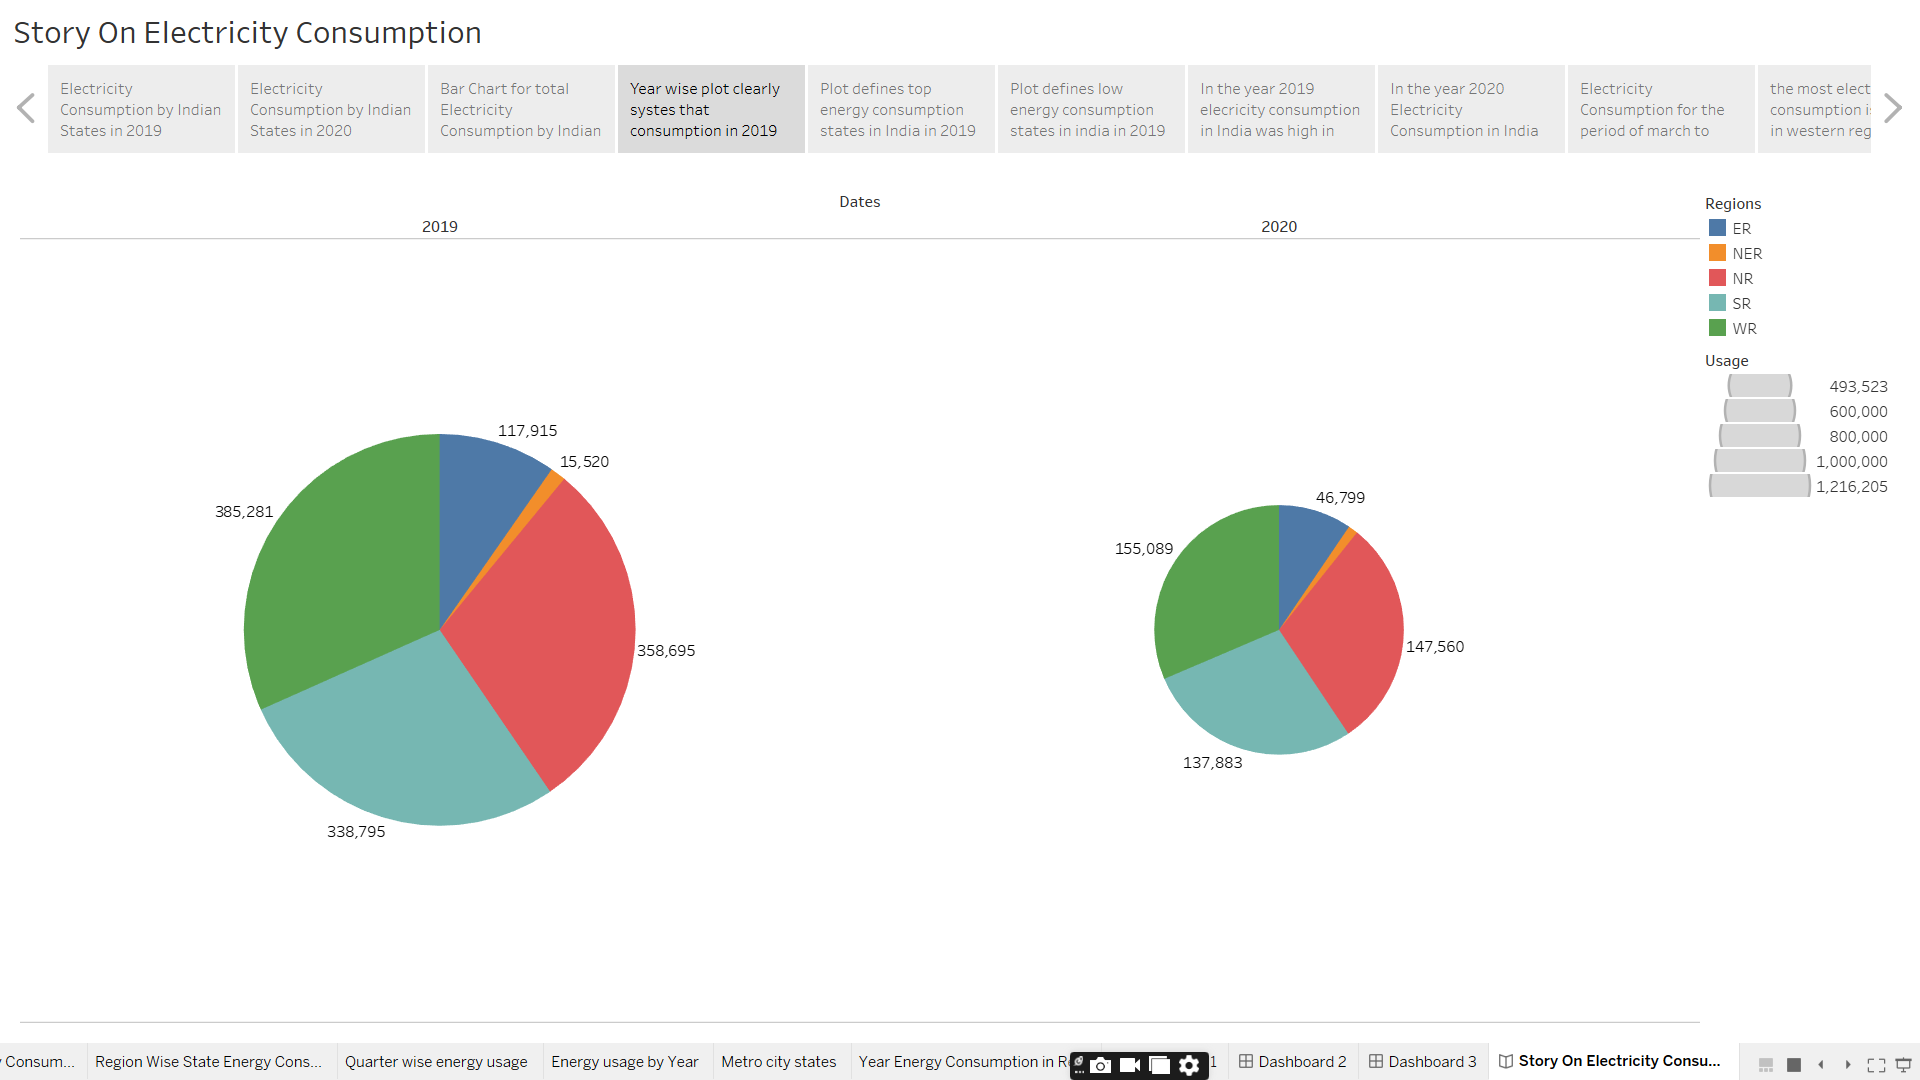 Story On Electricity Consumption
Electricity
Consumption by Indian
States in 2019
Electricity
Consumption by Indian
States in 2020
Bar Chart for total
Electricity
Consumption by Indian
Year wise plot clearly
systes that
consumption in 2019
Plot defines top
energy consumption
states in India in 2019
Plot defines low
energy consumption
states in india in 2019
In the year 2019
elecricity consumption
in India was high in
In the year 2020
Electricity
Consumption in India
Electricity
Consumption for the
period of march to
the most elect
consumption i
in western reg
Dates
2019
2020
117,915
15,520
385,281
358,695
338,795
46,799
155,089
147,560
137,883
Regions
ER
NER
NR
SR
WR
Usage
493,523
600,000
800,000
1,000,000
1,216,205
Consum...
Region Wise State Energy Cons...
Quarter wise energy usage
Energy usage by Year
Metro city states
Year Energy Consumption in R
1
Dashboard 2
Dashboard 3
Story On Electricity Consu...